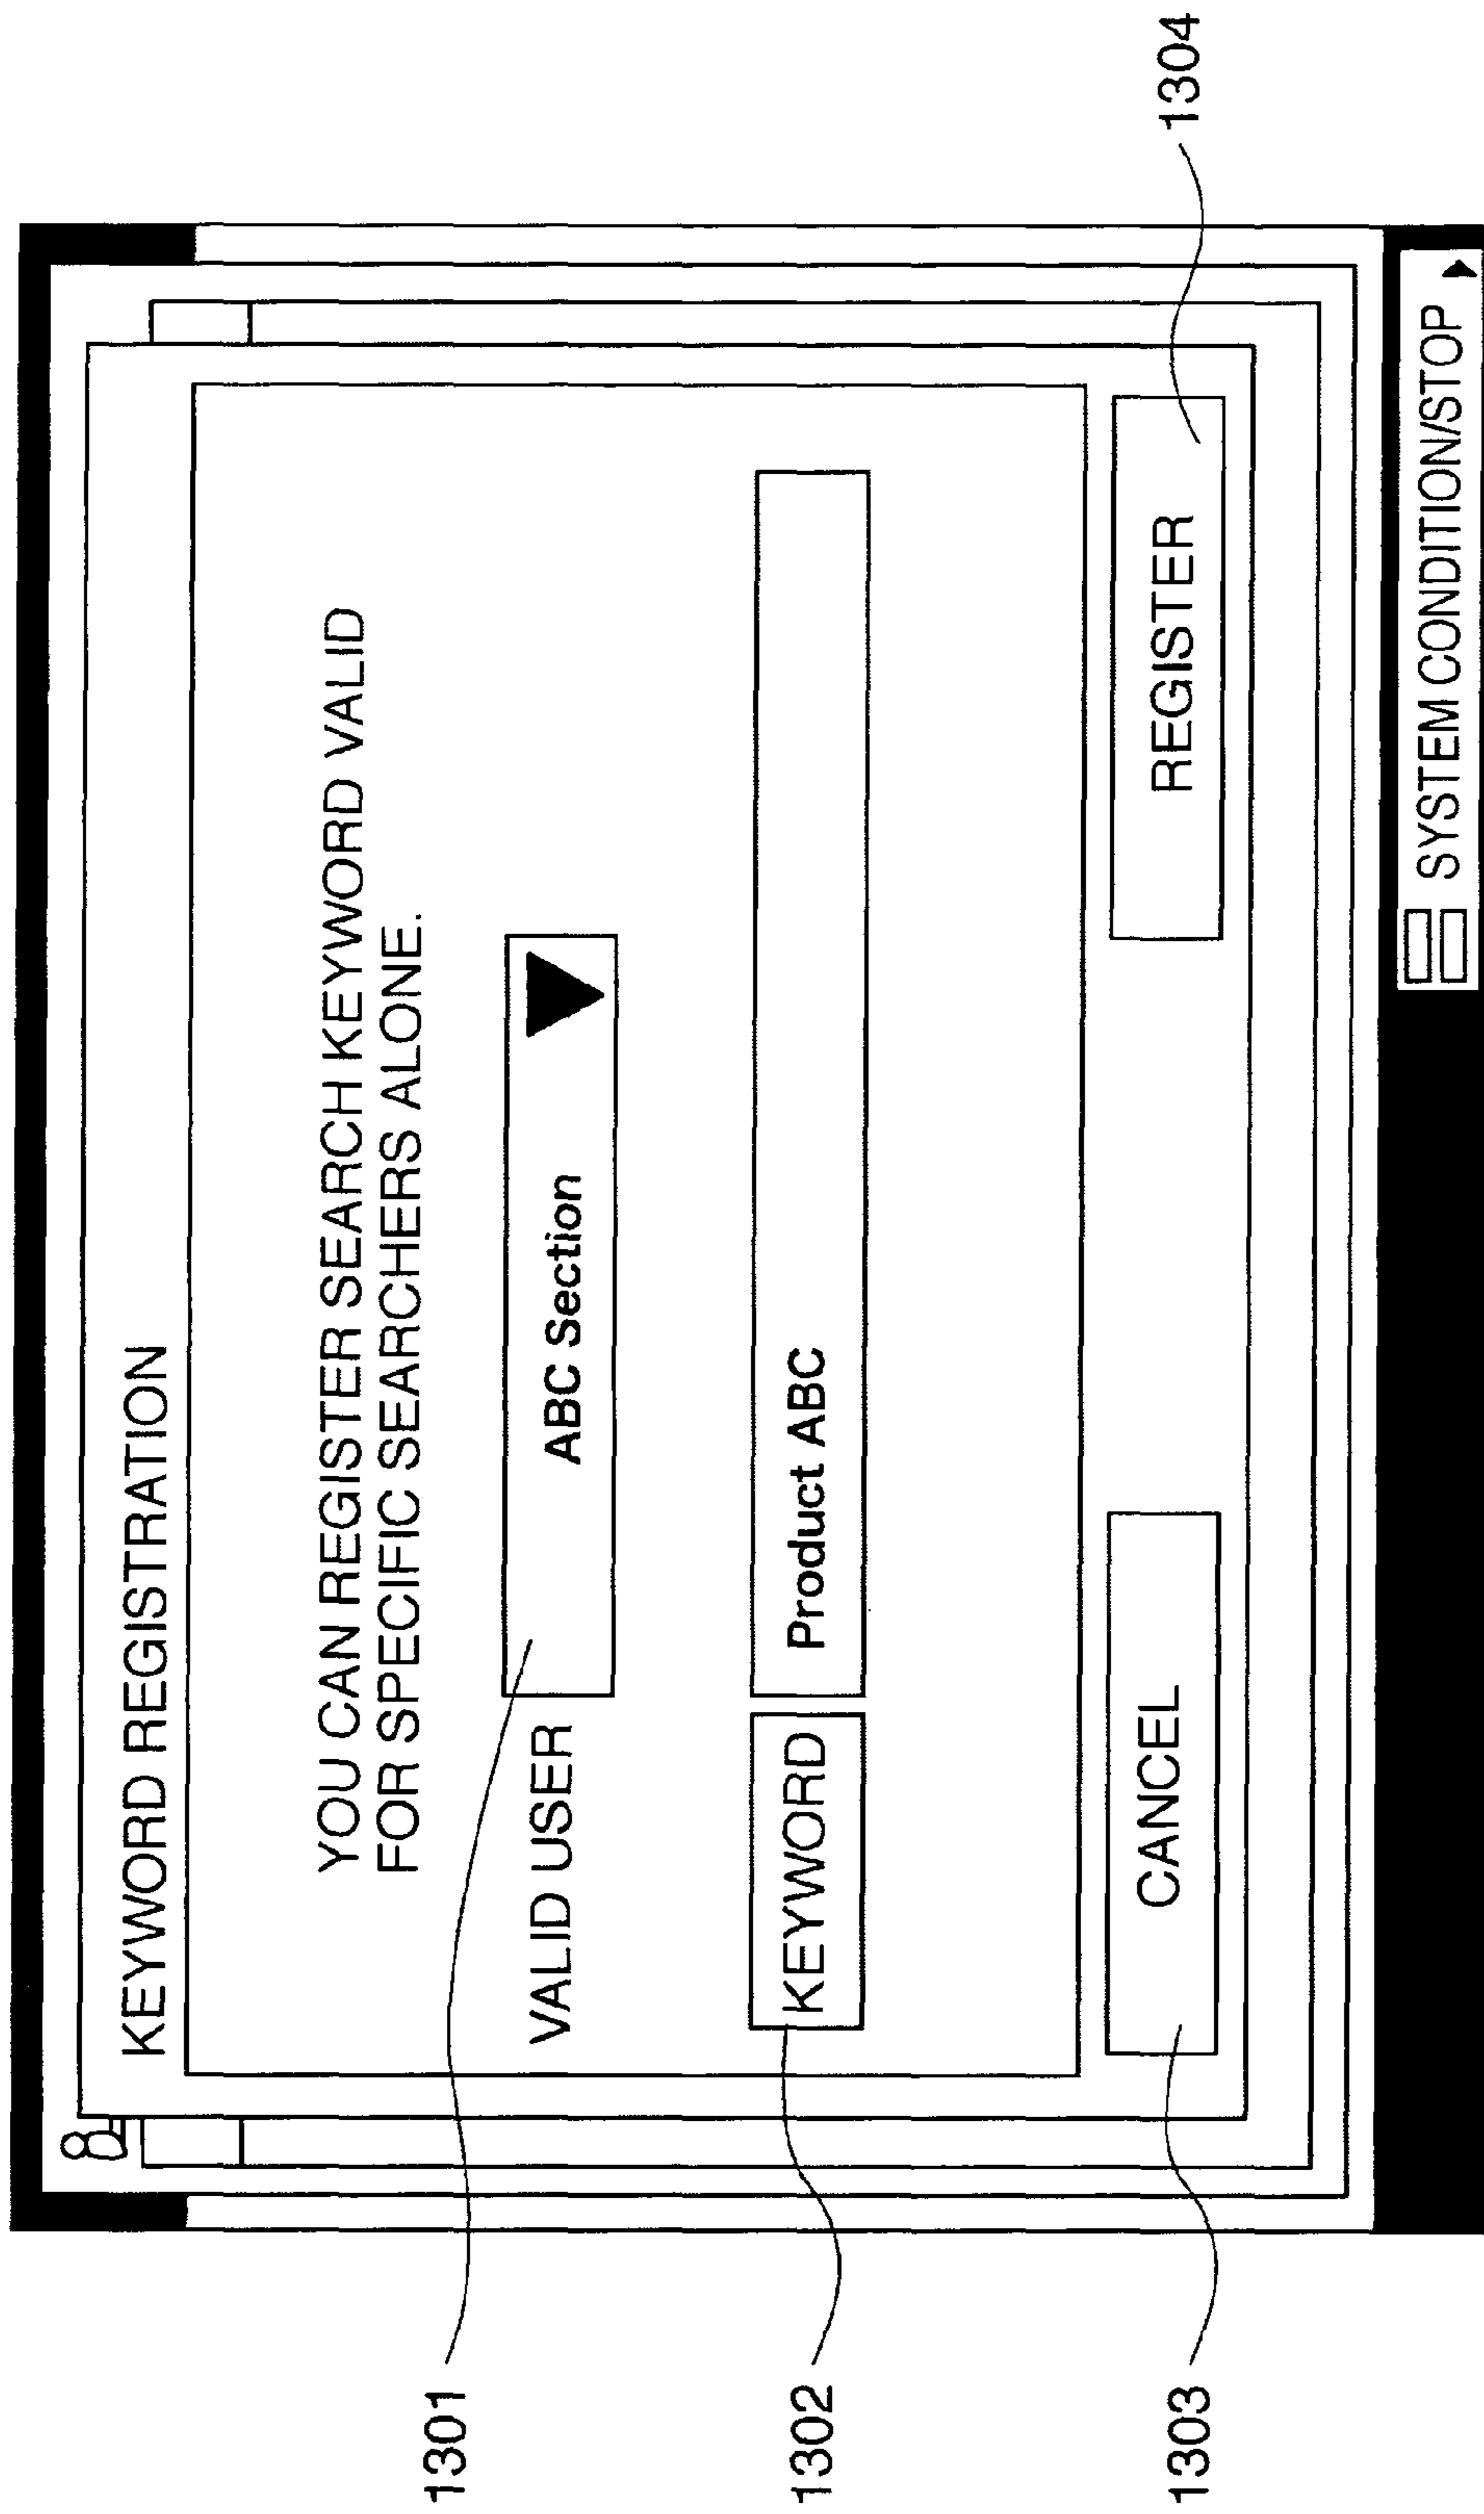 KEYWORD REGISTRATION
YOU CAN REGISTER SEARCH KEYWORD VALID
FOR SPECIFIC SEARCHERS ALONE.
1301
VALID USER
ABC Section
1302
KEYWORD
Product ABC
1303
CANCEL
REGISTER
1304
SYSTEM CONDITION/STOP